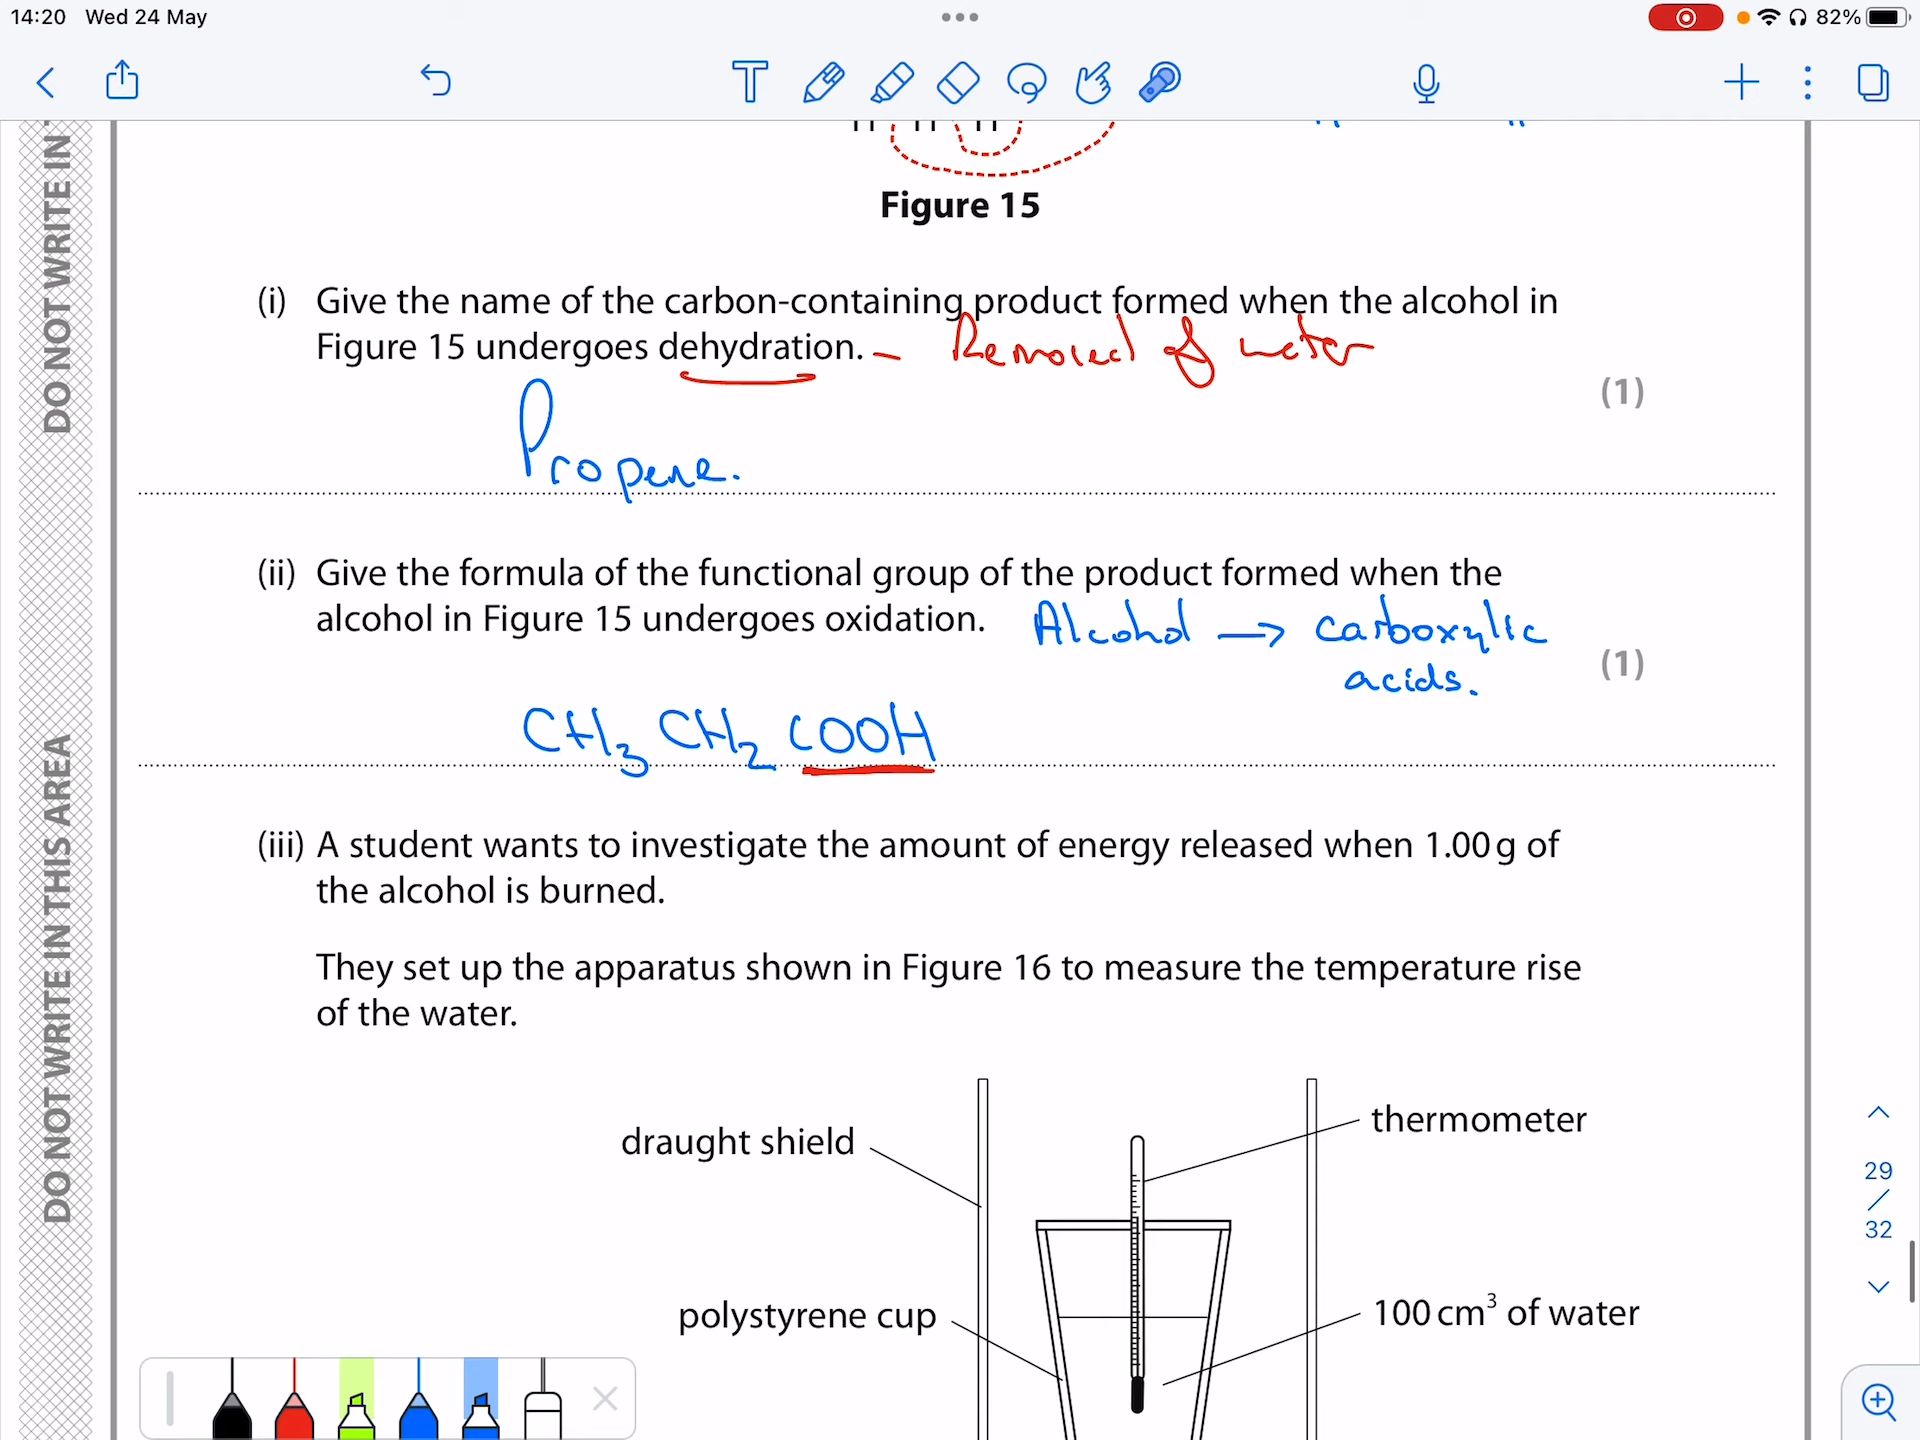 14:20 Wed 24 May
82%
DO NOT WRITE IN
Figure 15
(i) Give the name of the carbon-containing product formed when the alcohol in
Figure 15 undergoes dehydration. – Removal of water
(1)
Propene.
(ii) Give the formula of the functional group of the product formed when the
alcohol in Figure 15 undergoes oxidation. Alcohol → carboxylic
acids.
(1)
CH₃ CH₂ COOH
DO NOT WRITE IN THIS AREA
(iii) A student wants to investigate the amount of energy released when 1.00 g of
the alcohol is burned.
They set up the apparatus shown in Figure 16 to measure the temperature rise
of the water.
thermometer
draught shield
polystyrene cup
100 cm³ of water
29
/
32